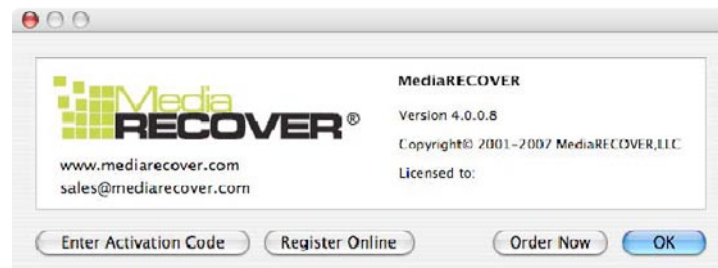 Media
RECOVER®
www.mediarecover.com
sales@mediarecover.com
MediaRECOVER
Version 4.0.0.8
Copyright© 2001-2007 MediaRECOVER,LLC
Licensed to:
Enter Activation Code
Register Online
Order Now
OK